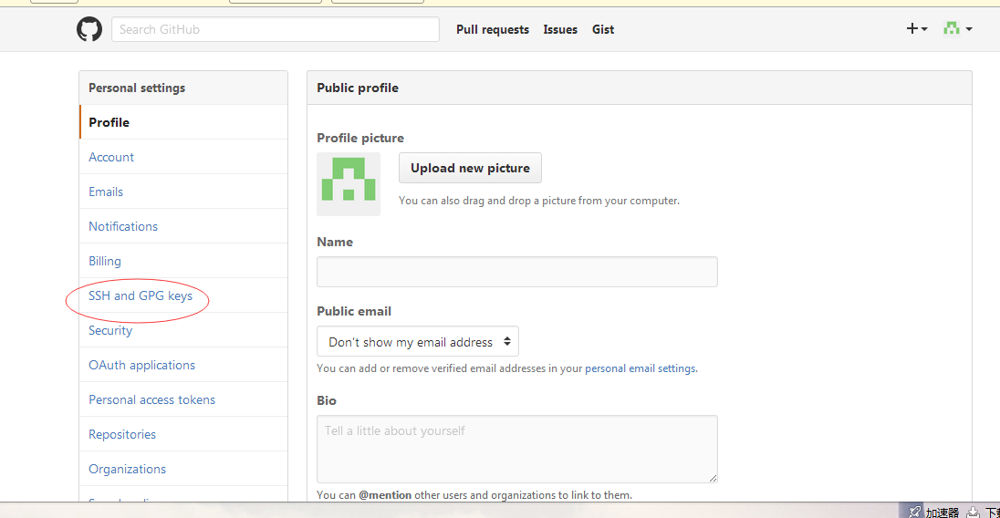 Search GitHub
Pull requests Issues Gist
Personal settings
Profile
Account
Emails
Notifications
Billing
SSH and GPG keys
Security
OAuth applications
Personal access tokens
Repositories
Organizations
Public profile
Profile picture
Upload new picture
You can also drag and drop a picture from your computer.
Name
Public email
Don't show my email address
You can add or remove verified email addresses in your personal email settings.
Bio
Tell a little about yourself
You can @mention other users and organizations to link to them.
加速器 下载